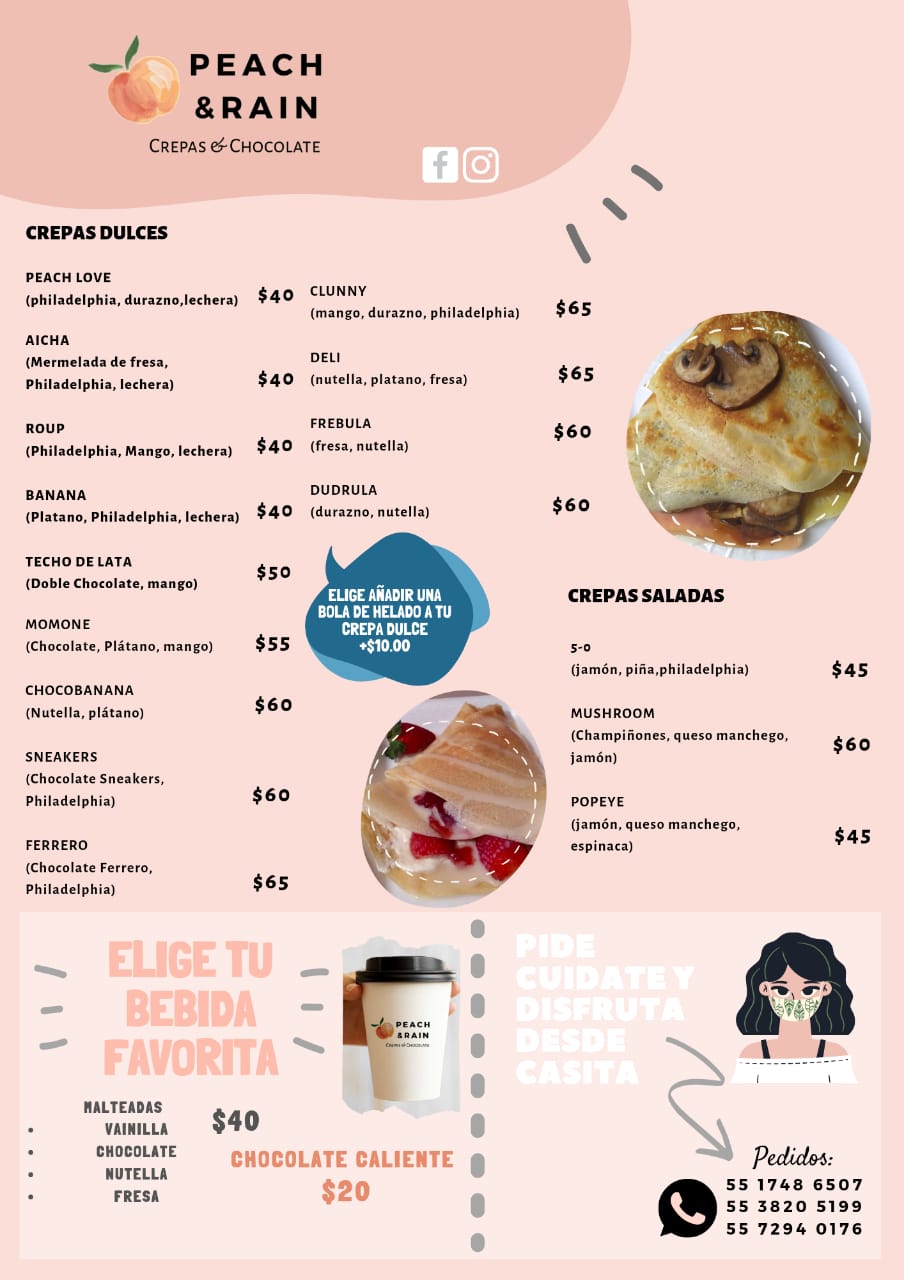 PEACH
&RAIN
CREPAS & CHOCOLATE
CREPAS DULCES
PEACH LOVE
(philadelphia, durazno,lechera) $40
AICHA
(Mermelada de fresa,
Philadelphia, lechera) $40
ROUP
(Philadelphia, Mango, lechera) $40
BANANA
(Platano, Philadelphia, lechera) $40
TECHO DE LATA
(Doble Chocolate, mango) $50
MOMONE
(Chocolate, Plátano, mango) $55
CHOCOBANANA
(Nutella, plátano) $60
SNEAKERS
(Chocolate Sneakers,
Philadelphia) $60
FERRERO
(Chocolate Ferrero,
Philadelphia) $65
CLUNNY
(mango, durazno, philadelphia) $65
DELI
(nutella, platano, fresa) $65
FREBULA
(fresa, nutella) $60
DUDRULA
(durazno, nutella) $60
ELIGE AÑADIR UNA
BOLA DE HELADO A TU
CREPA DULCE
+$10.00
CREPAS SALADAS
5-0
(jamón, piña,philadelphia) $45
MUSHROOM
(Champiñones, queso manchego,
jamón) $60
POPEYE
(jamón, queso manchego,
espinaca) $45
ELIGE TU
BEBIDA
FAVORITA
PEACH
&RAIN
CREPAS & CHOCOLATE
MALTEADAS $40
• VAINILLA
• CHOCOLATE
• NUTELLA
• FRESA
CHOCOLATE CALIENTE
$20
PIDE
CUIDATE Y
DISFRUTA
DESDE
CASITA
Pedidos:
55 1748 6507
55 3820 5199
55 7294 0176